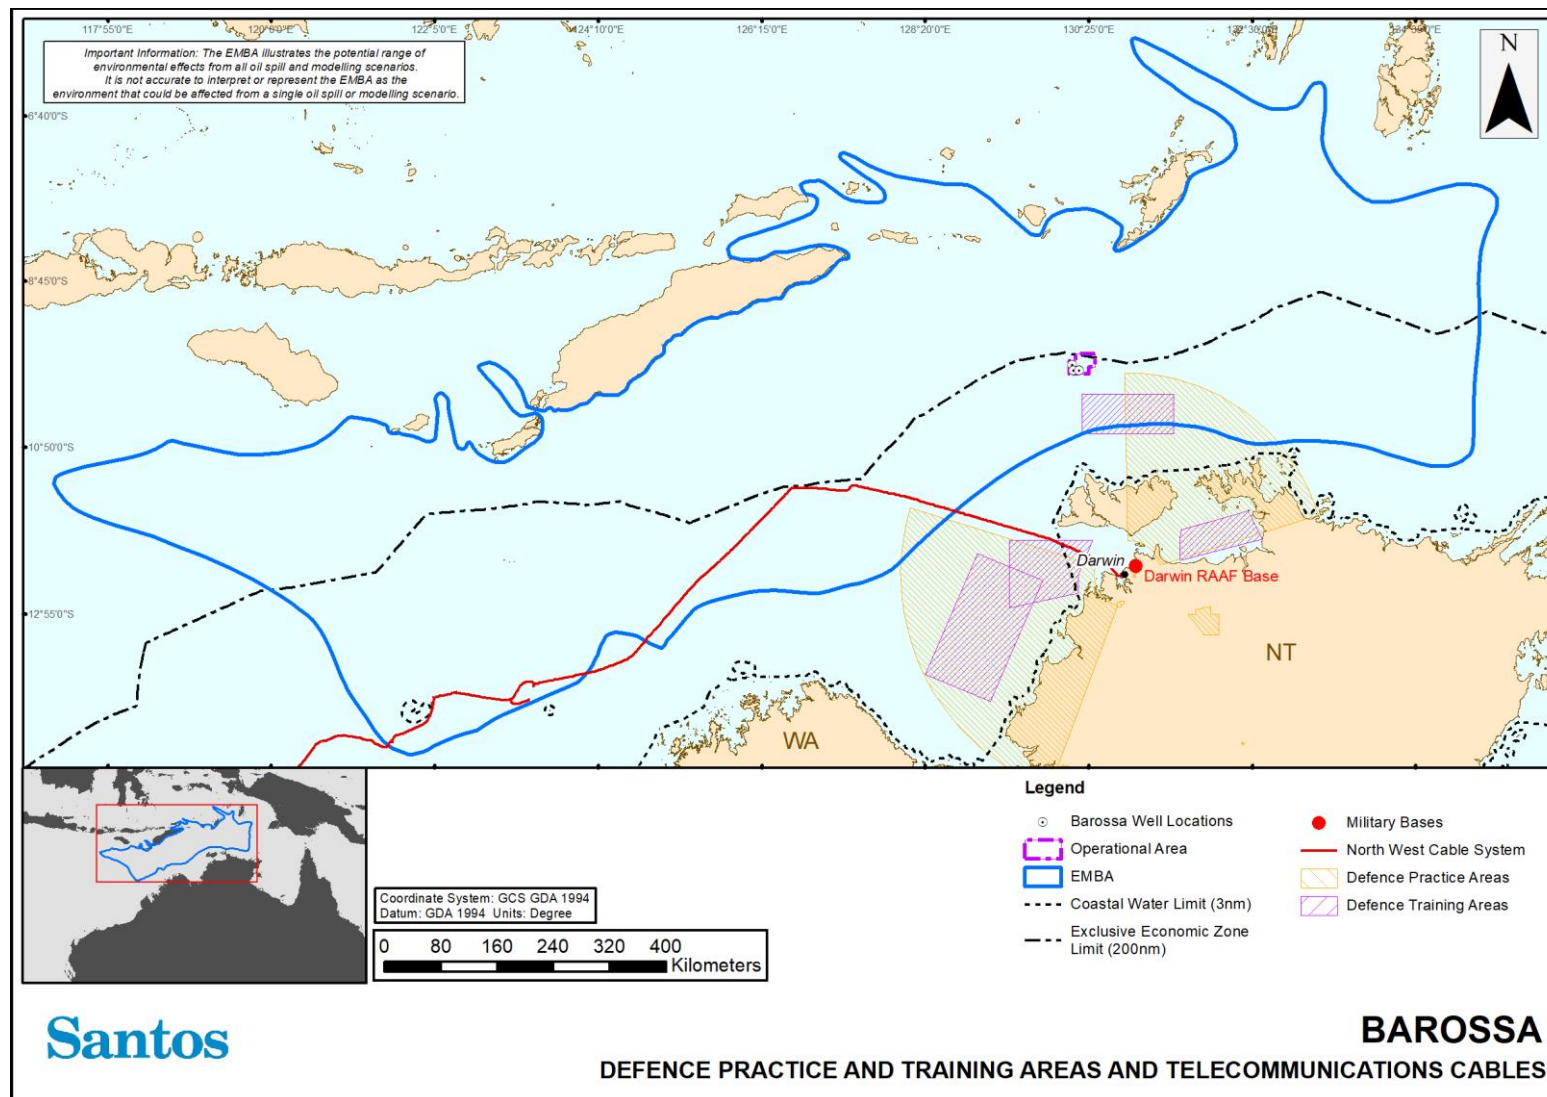 117°55'0"E 120°0'0"E 122°5'0"E 124°10'0"E 126°15'0"E 128°20'0"E 130°25'0"E 132°30'0"E
Important Information: The EMBA illustrates the potential range of
environmental effects from all oil spill and modelling scenarios.
It is not accurate to interpret or represent the EMBA as the
environment that could be affected from a single oil spill or modelling scenario.
N
6°40'0"S
8°45'0"S
10°50'0"S
12°55'0"S
Darwin
Darwin RAAF Base
NT
WA
Legend
Barossa Well Locations
Operational Area
EMBA
Coastal Water Limit (3nm)
Exclusive Economic Zone
Limit (200nm)
Military Bases
North West Cable System
Defence Practice Areas
Defence Training Areas
Coordinate System: GCS GDA 1994
Datum: GDA 1994 Units: Degree
0 80 160 240 320 400
Kilometers
Santos
BAROSSA
DEFENCE PRACTICE AND TRAINING AREAS AND TELECOMMUNICATIONS CABLES